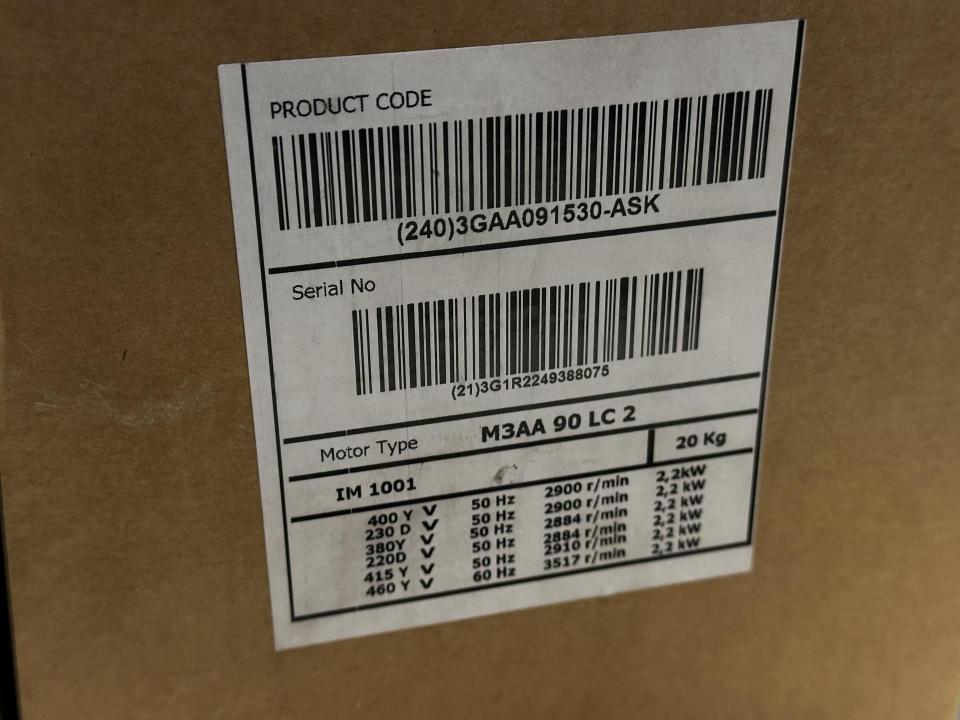 PRODUCT CODE
(240)3GAA091530-ASK
Serial No
(21)3G1R2249388075
Motor Type M3AA 90 LC 2
IM 1001 20 Kg
400 Y V 50 Hz 2900 r/min 2,2kW
230 D V 50 Hz 2900 r/min 2,2 kW
380Y V 50 Hz 2884 r/min 2,2 kW
220D V 50 Hz 2884 r/min 2,2 kW
415 Y V 50 Hz 2910 r/min 2,2 kW
460 Y V 60 Hz 3517 r/min 2,2 kW